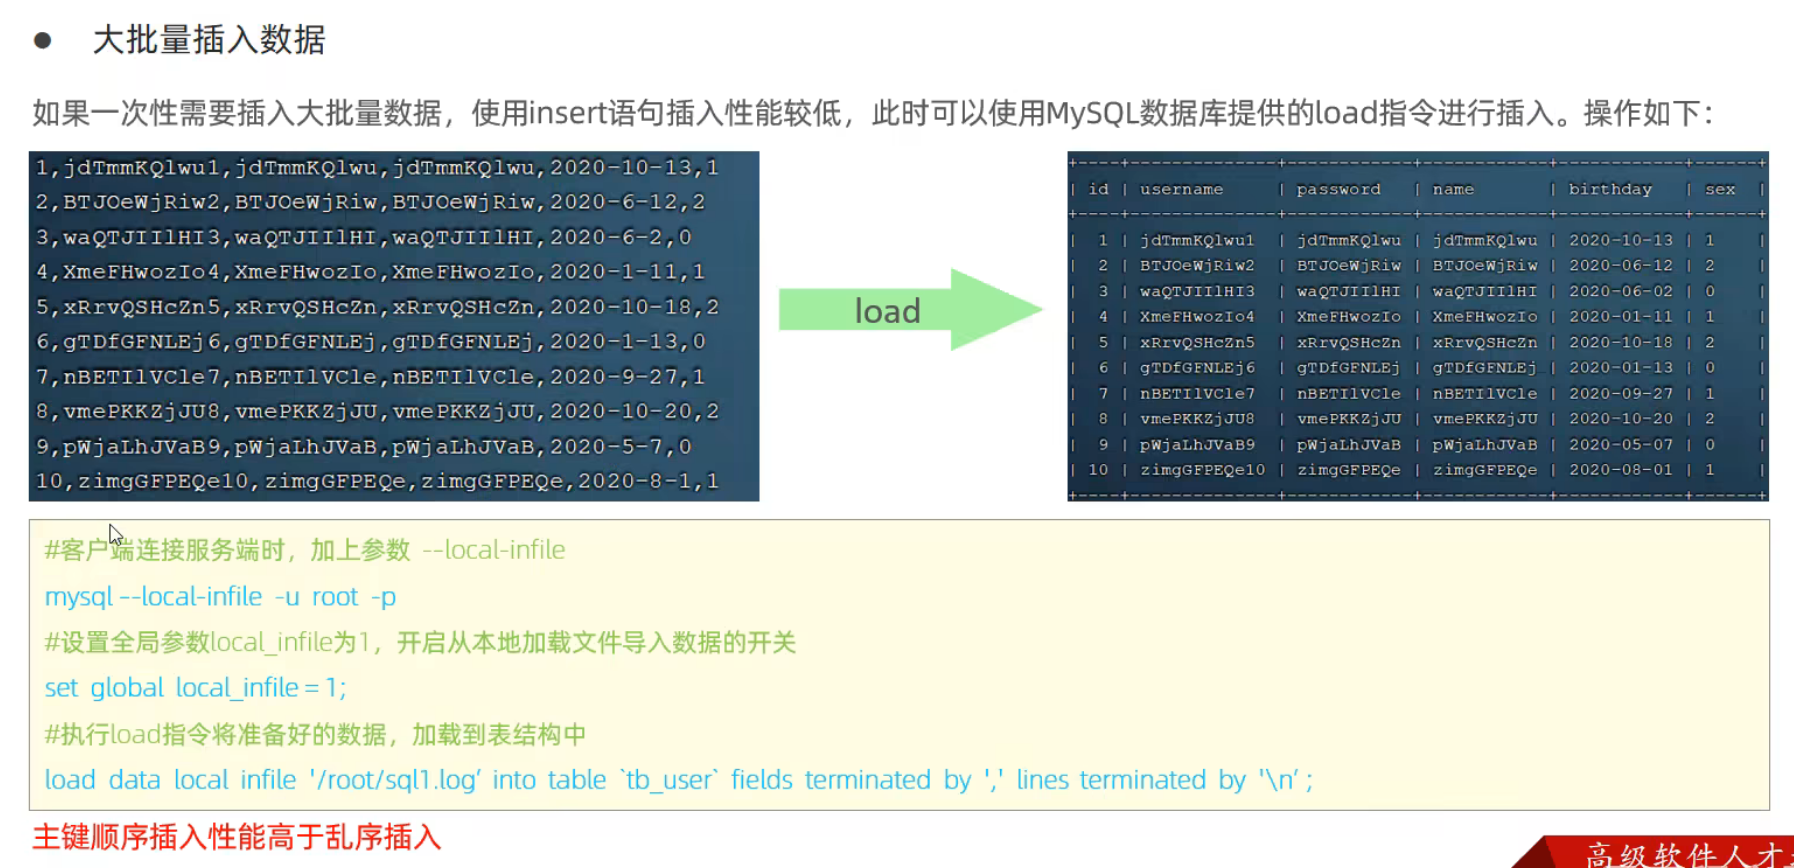 ● 大批量插入数据
如果一次性需要插入大批量数据，使用insert语句插入性能较低，此时可以使用MySQL数据库提供的load指令进行插入。操作如下：
1,jdTmmKQlwu1,jdTmmKQlwu,jdTmmKQlwu,2020-10-13,1
2,BTJOeWjRiw2,BTJOeWjRiw,BTJOeWjRiw,2020-6-12,2
3,waQTJIIlHI3,waQTJIIlHI,waQTJIIlHI,2020-6-2,0
4,XmeFHwozIo4,XmeFHwozIo,XmeFHwozIo,2020-1-11,1
5,xRrvQSHcZn5,xRrvQSHcZn,xRrvQSHcZn,2020-10-18,2
6,gTDfGFNLEj6,gTDfGFNLEj,gTDfGFNLEj,2020-1-13,0
7,nBETIlVCle7,nBETIlVCle,nBETIlVCle,2020-9-27,1
8,vmePKKZjJU8,vmePKKZjJU,vmePKKZjJU,2020-10-20,2
9,pWjaLhJVaB9,pWjaLhJVaB,pWjaLhJVaB,2020-5-7,0
10,zimgGFPEQe10,zimgGFPEQe,zimgGFPEQe,2020-8-1,1
load
| id | username | password | name | birthday | sex |
| 1 | jdTmmKQlwu1 | jdTmmKQlwu | jdTmmKQlwu | 2020-10-13 | 1 |
| 2 | BTJOeWjRiw2 | BTJOeWjRiw | BTJOeWjRiw | 2020-06-12 | 2 |
| 3 | waQTJIIlHI3 | waQTJIIlHI | waQTJIIlHI | 2020-06-02 | 0 |
| 4 | XmeFHwozIo4 | XmeFHwozIo | XmeFHwozIo | 2020-01-11 | 1 |
| 5 | xRrvQSHcZn5 | xRrvQSHcZn | xRrvQSHcZn | 2020-10-18 | 2 |
| 6 | gTDfGFNLEj6 | gTDfGFNLEj | gTDfGFNLEj | 2020-01-13 | 0 |
| 7 | nBETIlVCle7 | nBETIlVCle | nBETIlVCle | 2020-09-27 | 1 |
| 8 | vmePKKZjJU8 | vmePKKZjJU | vmePKKZjJU | 2020-10-20 | 2 |
| 9 | pWjaLhJVaB9 | pWjaLhJVaB | pWjaLhJVaB | 2020-05-07 | 0 |
| 10 | zimgGFPEQe10 | zimgGFPEQe | zimgGFPEQe | 2020-08-01 | 1 |
#客户端连接服务端时，加上参数 --local-infile
mysql --local-infile -u root -p
#设置全局参数local_infile为1，开启从本地加载文件导入数据的开关
set global local_infile = 1;
#执行load指令将准备好的数据，加载到表结构中
load data local infile '/root/sql1.log’ into table `tb_user` fields terminated by ',' lines terminated by '\n’ ;
主键顺序插入性能高于乱序插入
高级软件人才